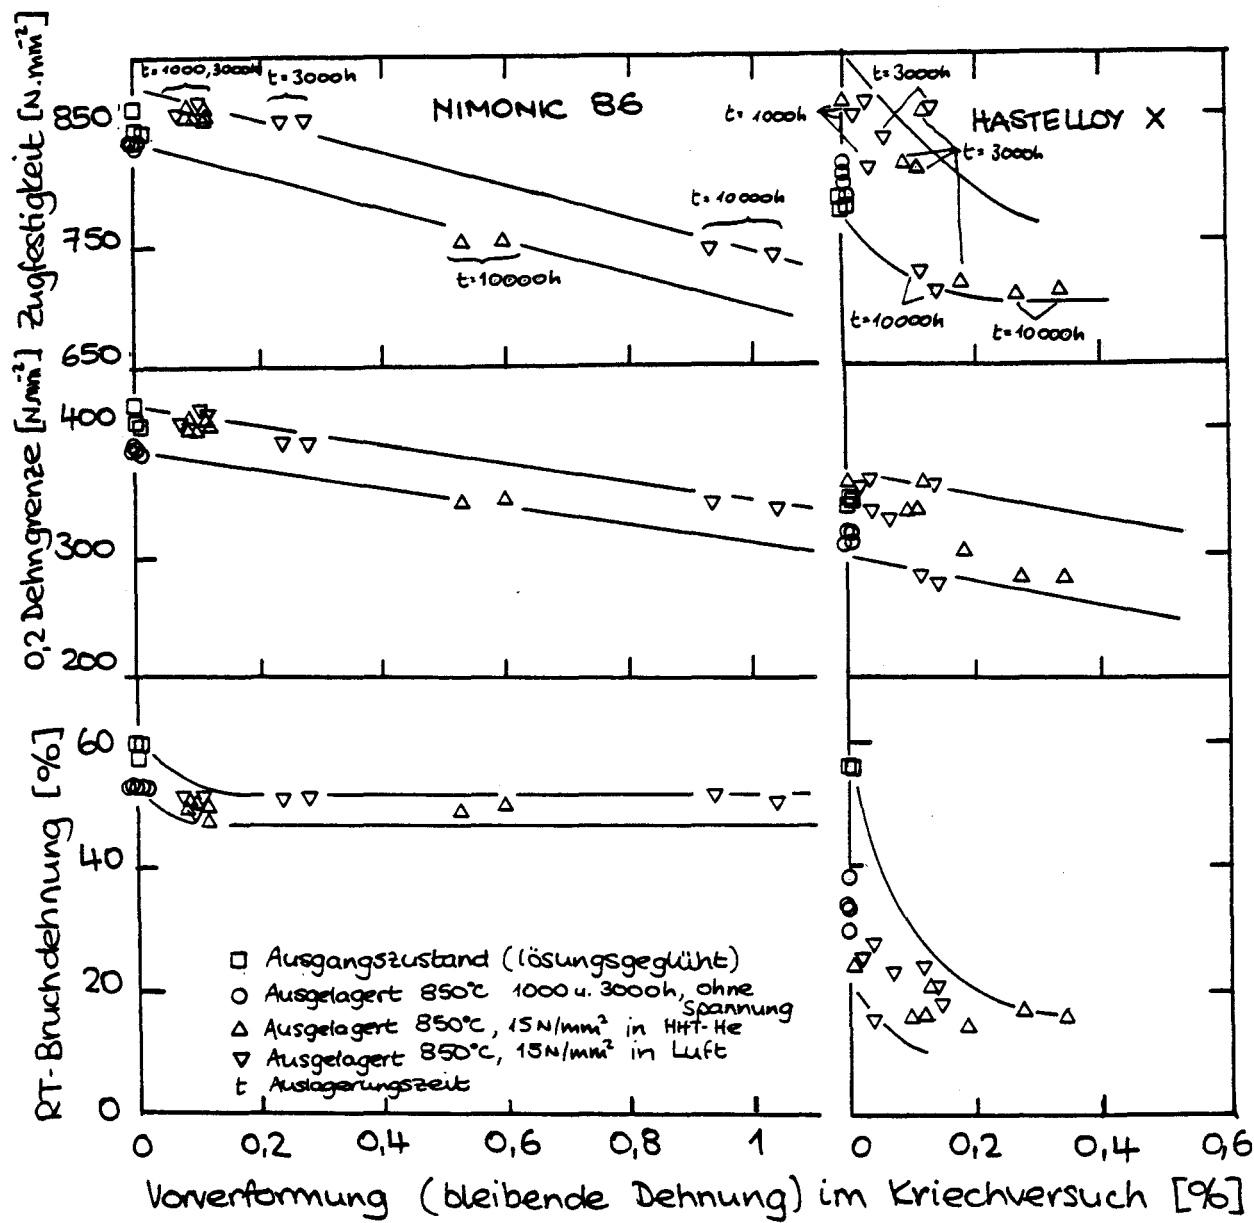 NIMONIC 86
HASTELLOY X
t=1000,3000h
t=3000h
t=10000h
t=10000h
t=1000h
t=3000h
t=3000h
t=10000h
t=10000h
Zugfestigkeit [N.mm⁻²]
850
750
650
0,2 Dehngrenze [Nmm⁻²]
400
300
200
RT-Bruchdehnung [%]
60
40
20
0
□ Ausgangszustand (lösungsgeglüht)
○ Ausgelagert 850°C 1000 u. 3000h, ohne
Spannung
△ Ausgelagert 850°C, 15N/mm² in HHT-He
▽ Ausgelagert 850°C, 15N/mm² in Luft
t Auslagerungszeit
0 0,2 0,4 0,6 0,8 1 0 0,2 0,4 0,6
Vorverformung (bleibende Dehnung) im Kriechversuch [%]